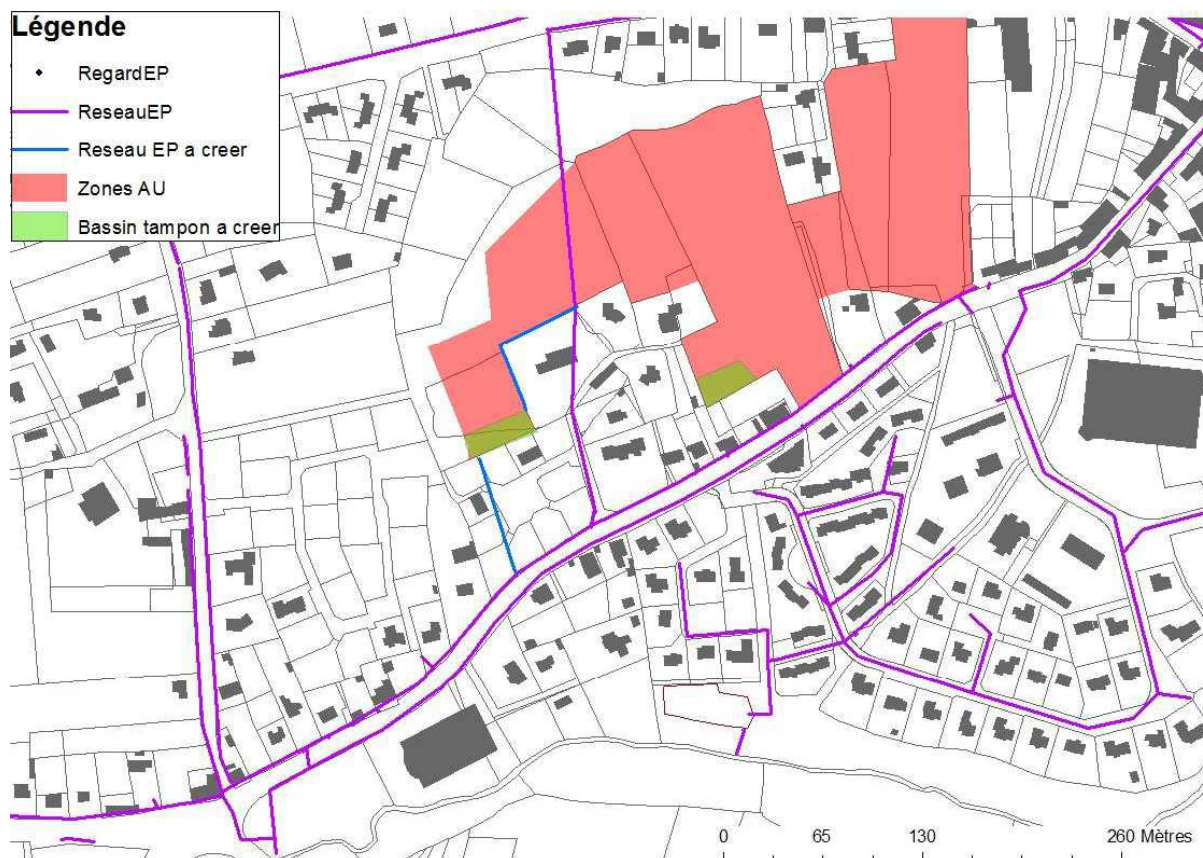 Légende
RegardEP
ReseauEP
Reseau EP a creer
Zones AU
Bassin tampon a creer
0 65 130 260 Mètres